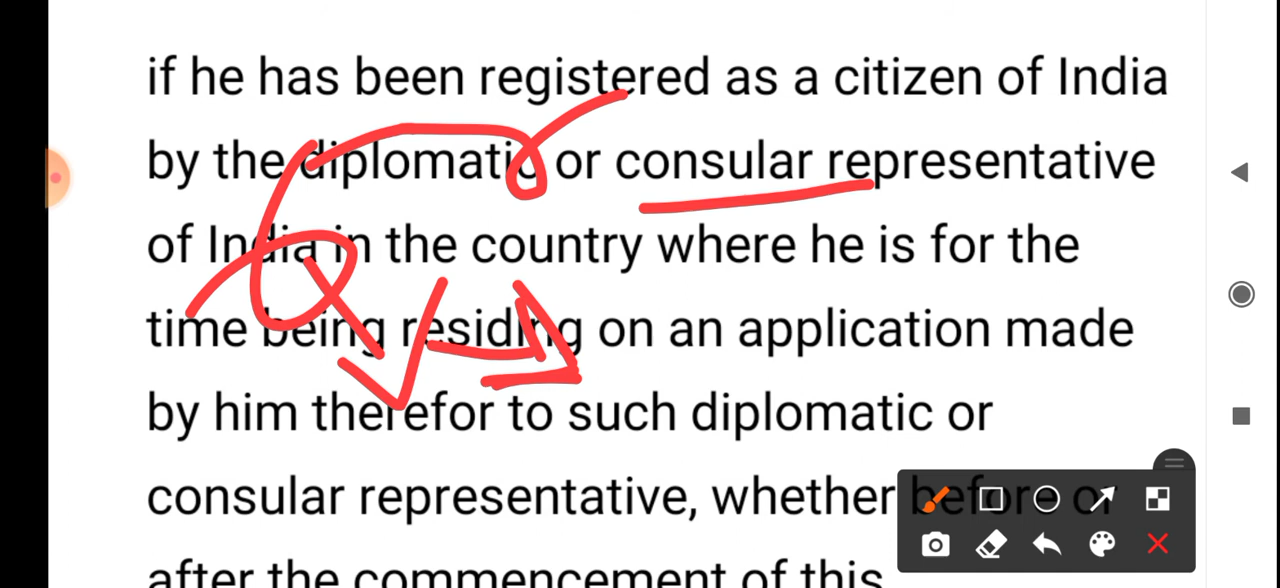 if he has been registered as a citizen of India
by the diplomatic or consular representative
of India in the country where he is for the
time being residing on an application made
by him therefor to such diplomatic or
consular representative, whether before or
after the commencement of this